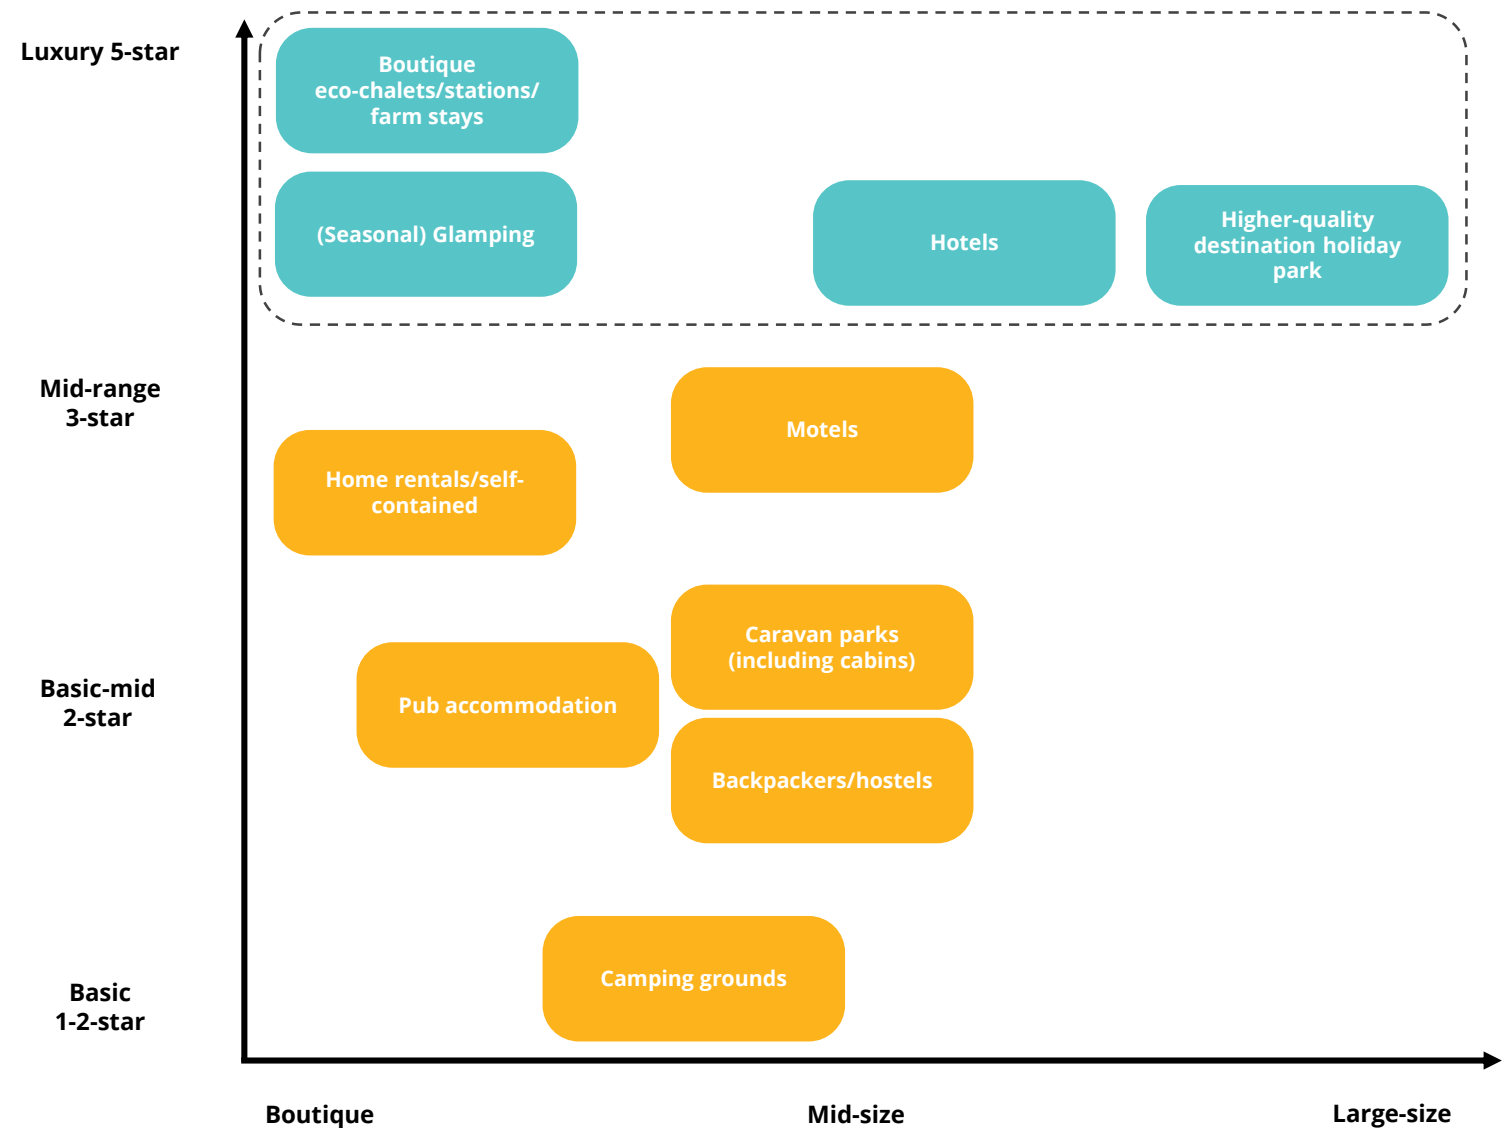 Luxury 5-star
Boutique
eco-chalets/stations/
farm stays
(Seasonal) Glamping
Hotels
Higher-quality
destination holiday
park
Mid-range
3-star
Motels
Home rentals/self-
contained
Caravan parks
(including cabins)
Basic-mid
2-star
Pub accommodation
Backpackers/hostels
Camping grounds
Basic
1-2-star
Boutique
Mid-size
Large-size